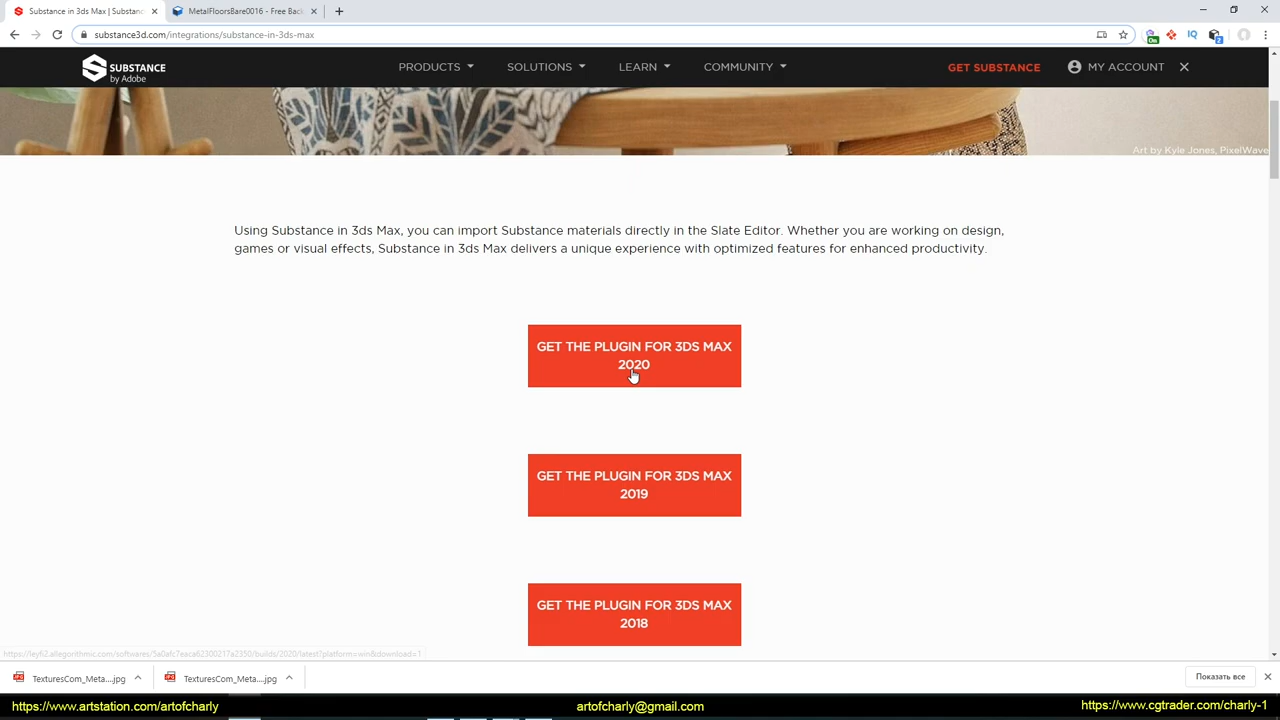 Substance in 3ds Max | Substanc
MetalFloorsBare0016 - Free Back
substance3d.com/integrations/substance-in-3ds-max
On
IQ
2
SUBSTANCE
by Adobe
PRODUCTS
SOLUTIONS
LEARN
COMMUNITY
GET SUBSTANCE
MY ACCOUNT
Art by Kyle Jones, PixelWave
Using Substance in 3ds Max, you can import Substance materials directly in the Slate Editor. Whether you are working on design,
games or visual effects, Substance in 3ds Max delivers a unique experience with optimized features for enhanced productivity.
GET THE PLUGIN FOR 3DS MAX
2020
GET THE PLUGIN FOR 3DS MAX
2019
GET THE PLUGIN FOR 3DS MAX
2018
TexturesCom_Meta....jpg
TexturesCom_Meta....jpg
Показать все
https://www.artstation.com/artofcharly
artofcharly@gmail.com
https://www.cgtrader.com/charly-1